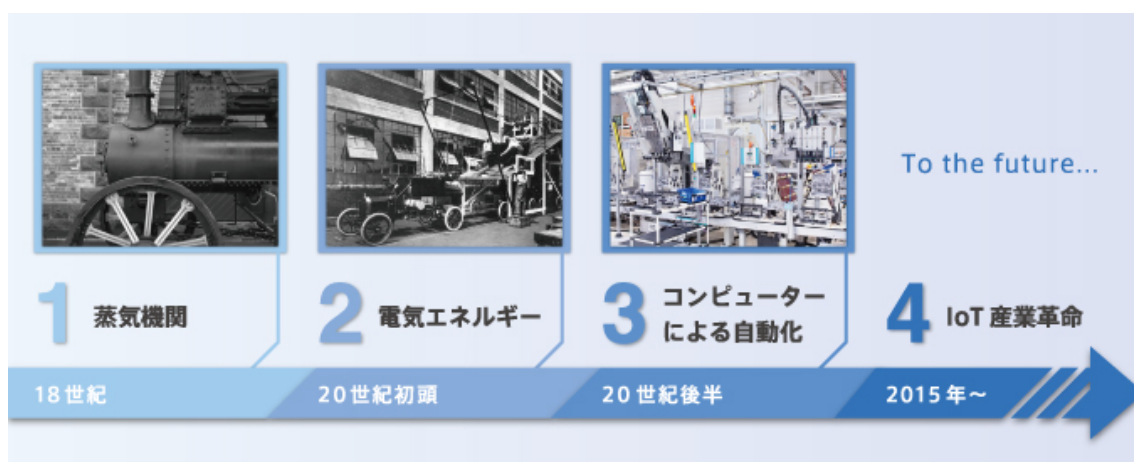 To the future...
1 蒸気機関
2 電気エネルギー
3 コンピューター
による自動化
4 IoT 産業革命
18世紀
20世紀初頭
20世紀後半
2015年~